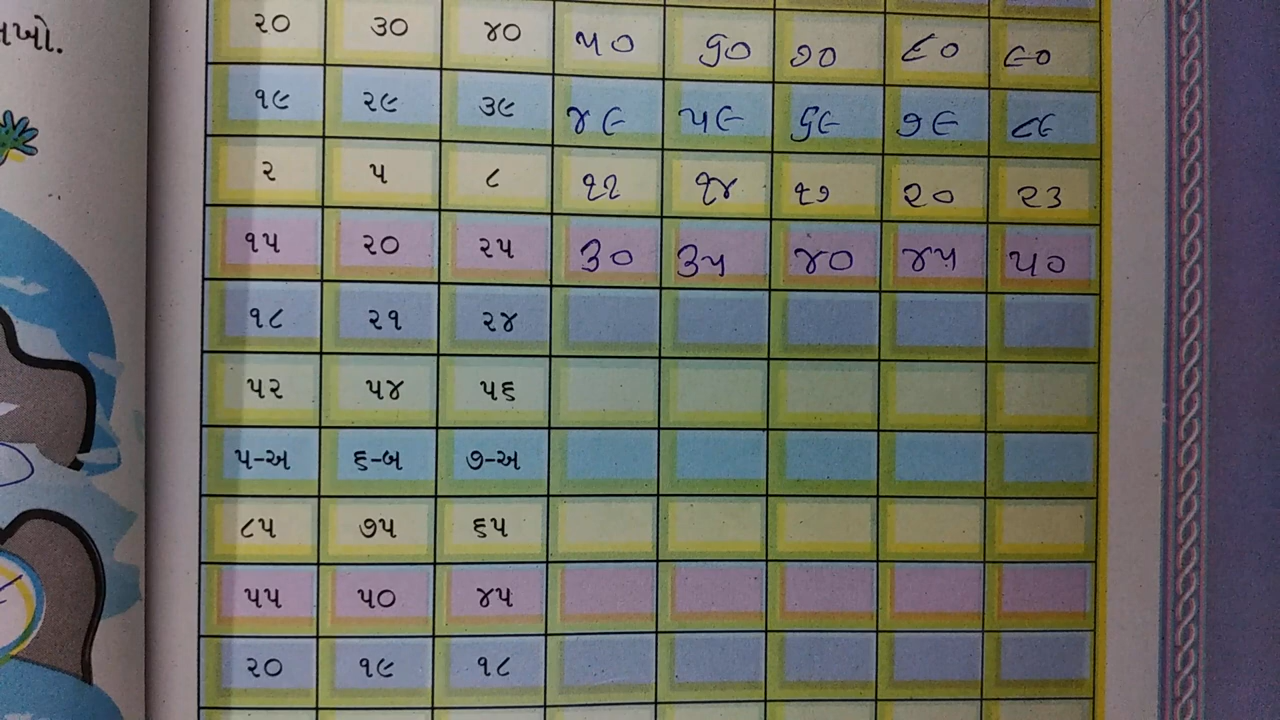 ૨૦ ૩૦ ૪૦ ૫૦ ૬૦ ૭૦ ૮૦ ૯૦
લખો.
૧૯ ૨૯ ૩૯ ૪૯ ૫૯ ૬૯ ૭૯ ૮૯
૨ ૫ ૮ ૧૧ ૧૪ ૧૭ ૨૦ ૨૩
૧૫ ૨૦ ૨૫ ૩૦ ૩૫ ૪૦ ૪૫ ૫૦
૧૮ ૨૧ ૨૪
૫૨ ૫૪ ૫૬
૫-અ ૬-બ ૭-અ
૮૫ ૭૫ ૬૫
૫૫ ૫૦ ૪૫
૨૦ ૧૯ ૧૮